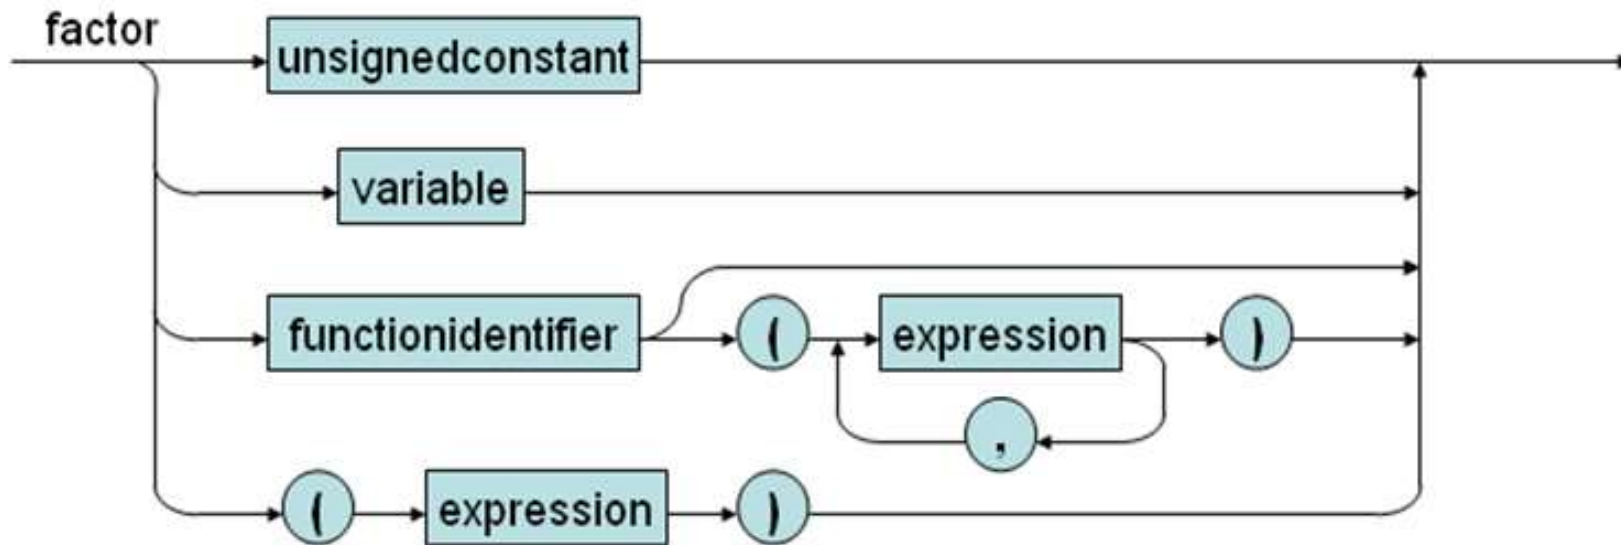 factor
unsignedconstant
variable
functionidentifier ( expression )
,
( expression )